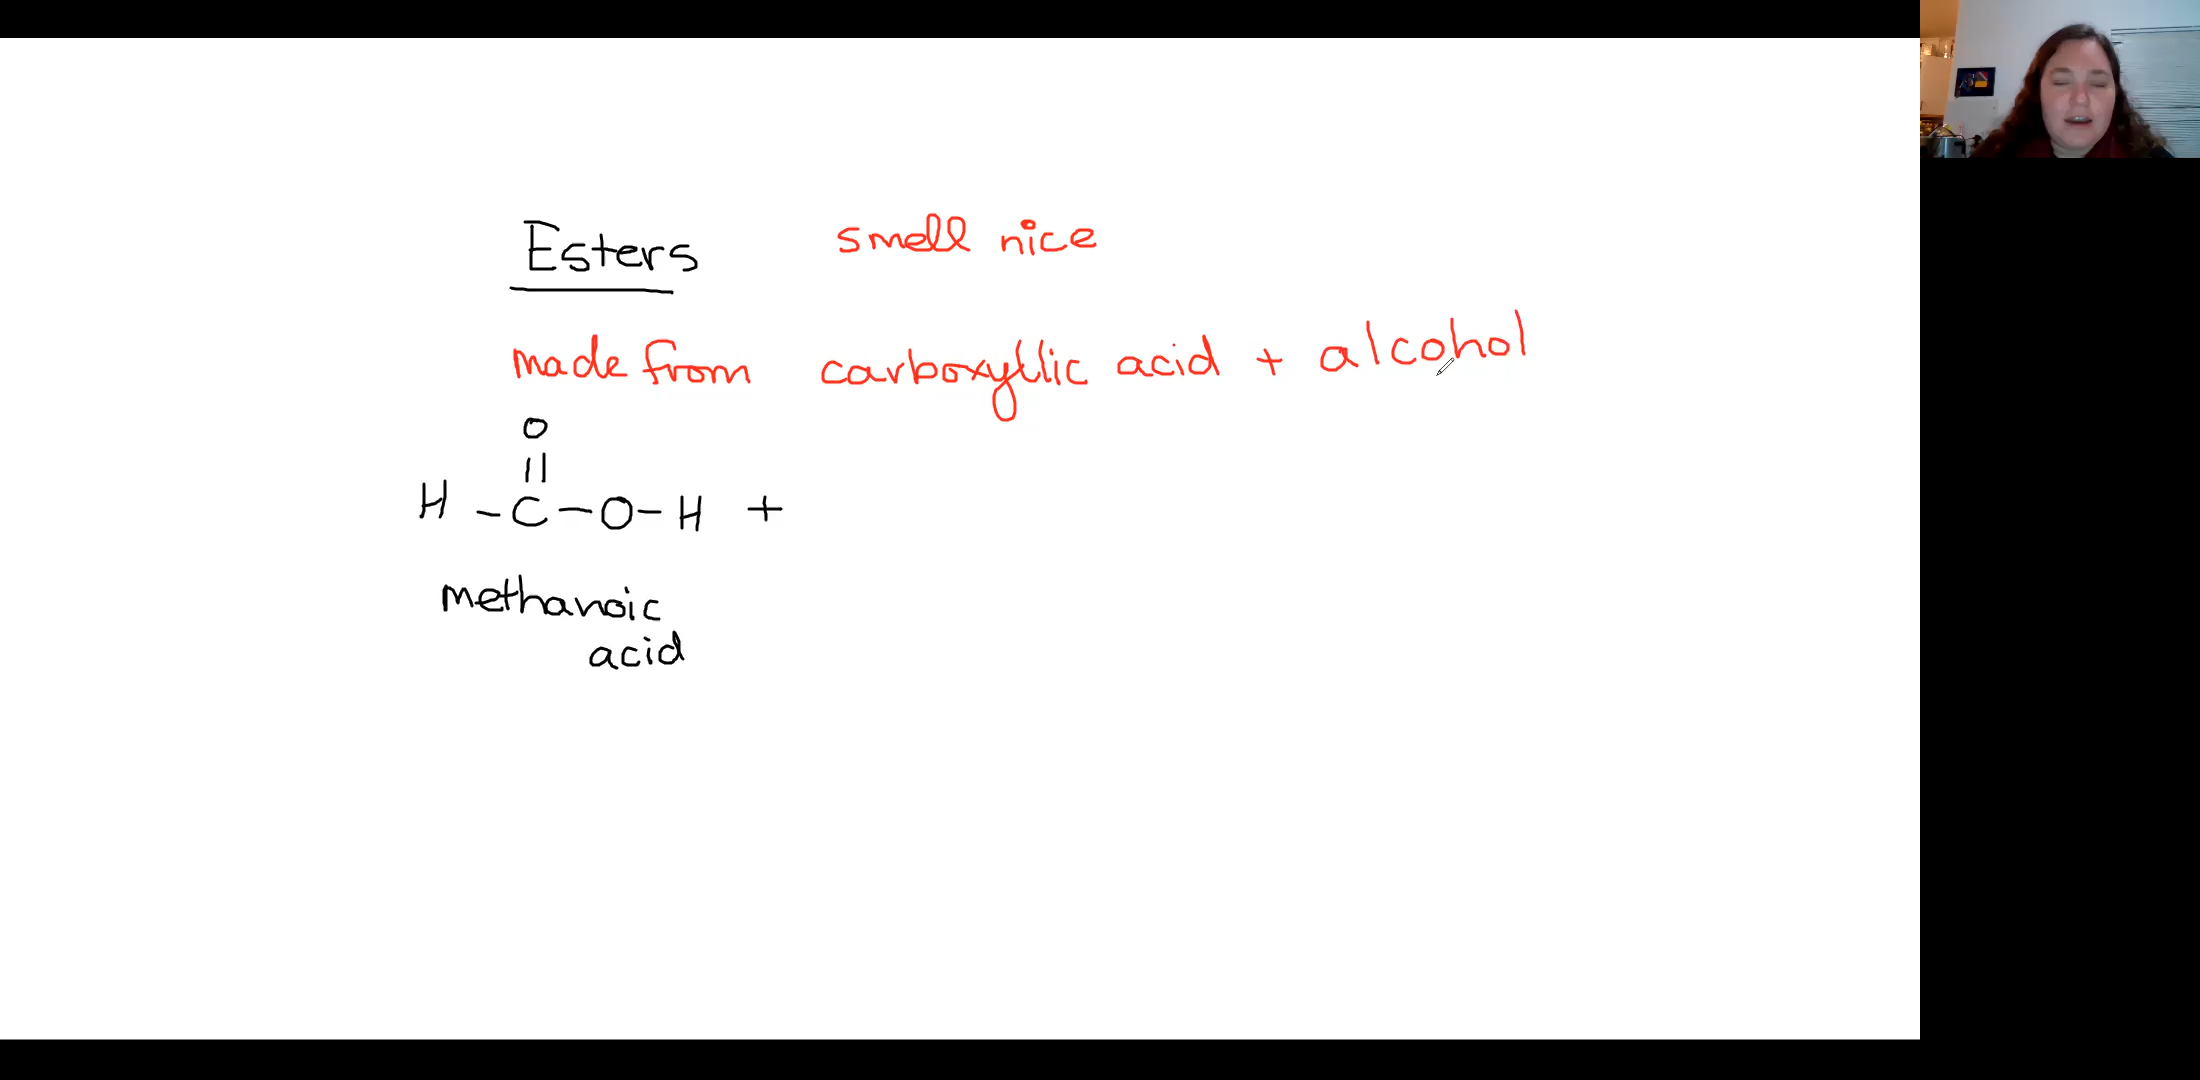 Esters smell nice
made from carboxyllic acid + alcohol
O
||
H - C - O - H +
methanoic
acid